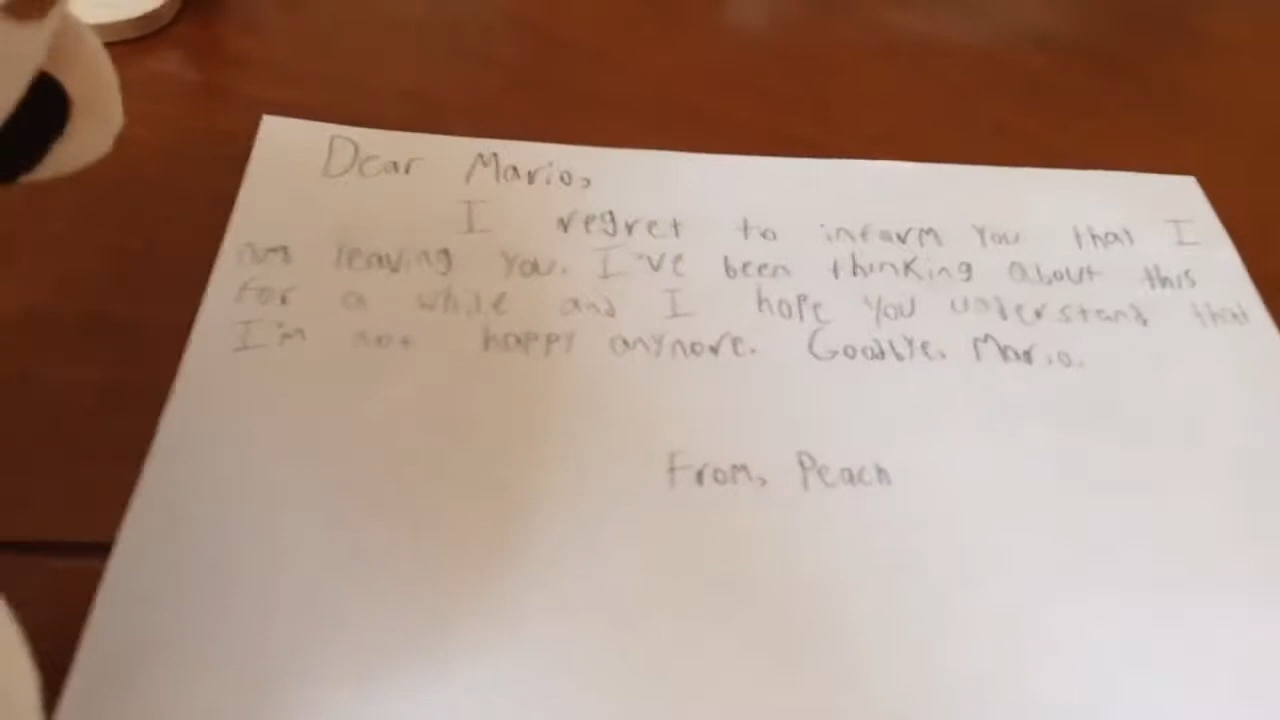 Dear Mario,
I regret to inform you that I
am leaving you. I've been thinking about this
for a while and I hope you understand that
I'm not happy anymore. Goodbye, Mario.
From, Peach